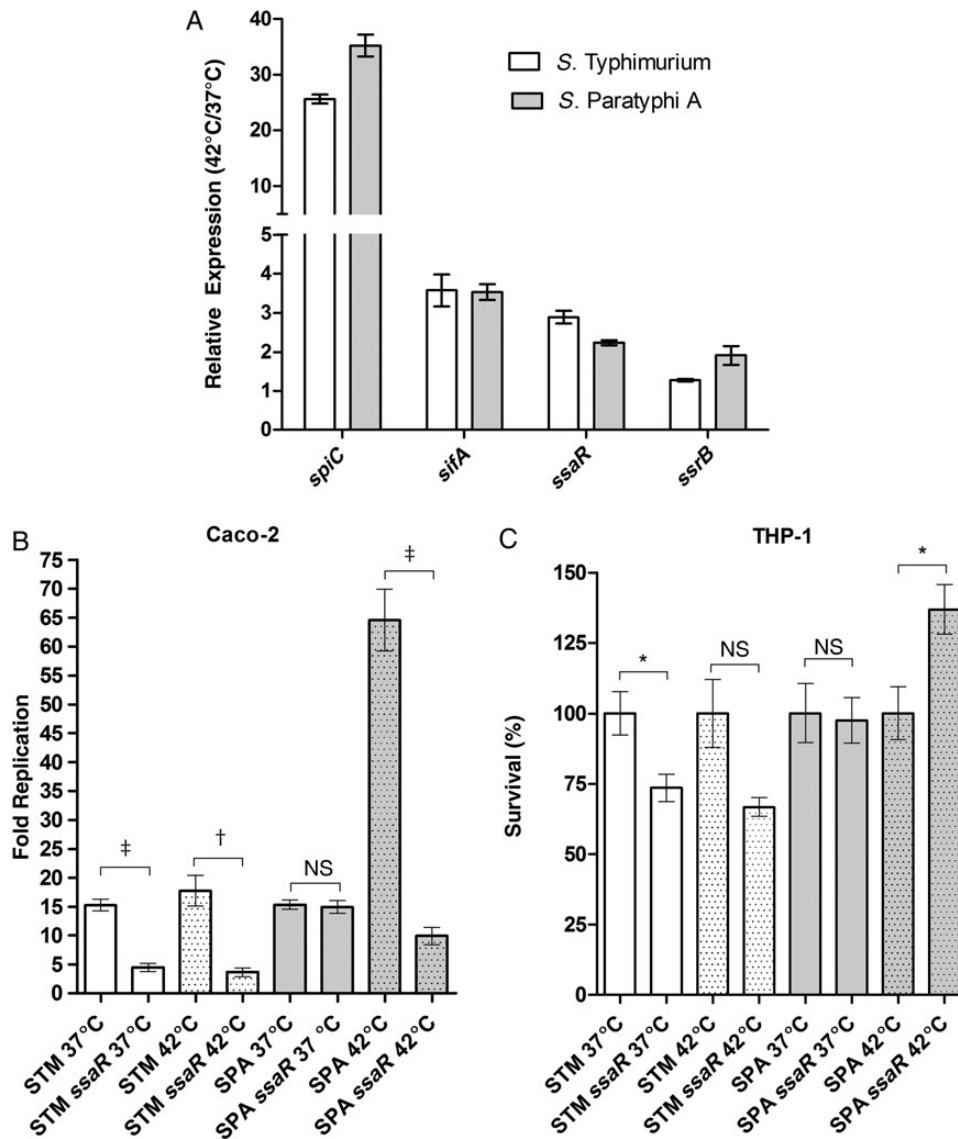 A
Relative Expression (42°C/37°C)
40
30
20
10
5
4
3
2
1
0
S. Typhimurium
S. Paratyphi A
spiC
sifA
ssaR
ssrB
B
Caco-2
Fold Replication
75
70
65
60
55
50
45
40
35
30
25
20
15
10
5
0
‡
†
NS
‡
STM 37°C
STM ssaR 37°C
STM 42°C
STM ssaR 42°C
SPA 37°C
SPA ssaR 37°C
SPA 42°C
SPA ssaR 42°C
C
THP-1
Survival (%)
150
125
100
75
50
25
0
*
NS
NS
*
STM 37°C
STM ssaR 37°C
STM 42°C
STM ssaR 42°C
SPA 37°C
SPA ssaR 37°C
SPA 42°C
SPA ssaR 42°C